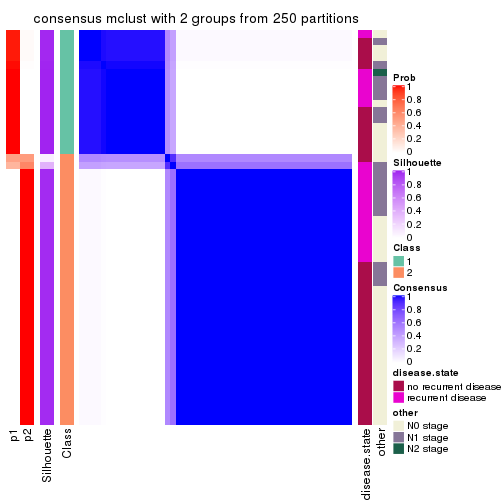 consensus mclust with 2 groups from 250 partitions
Prob
1
0.8
0.6
0.4
0.2
0
Silhouette
1
0.8
0.6
0.4
0.2
0
Class
1
2
Consensus
1
0.8
0.6
0.4
0.2
0
disease.state
no recurrent disease
recurrent disease
other
N0 stage
N1 stage
N2 stage
p1
p2
Silhouette
Class
disease.state
other